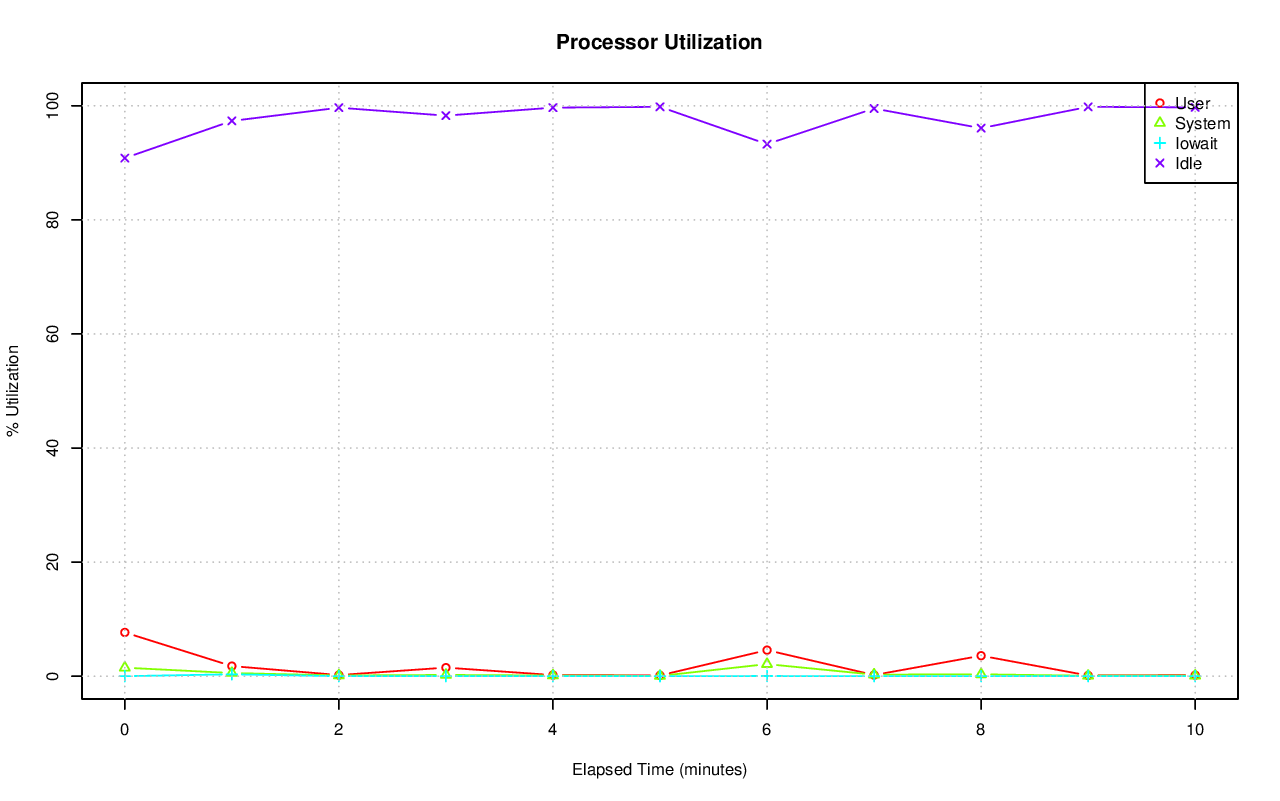 Processor Utilization
100
80
60
40
20
0
% Utilization
User
System
Iowait
Idle
0 2 4 6 8 10
Elapsed Time (minutes)